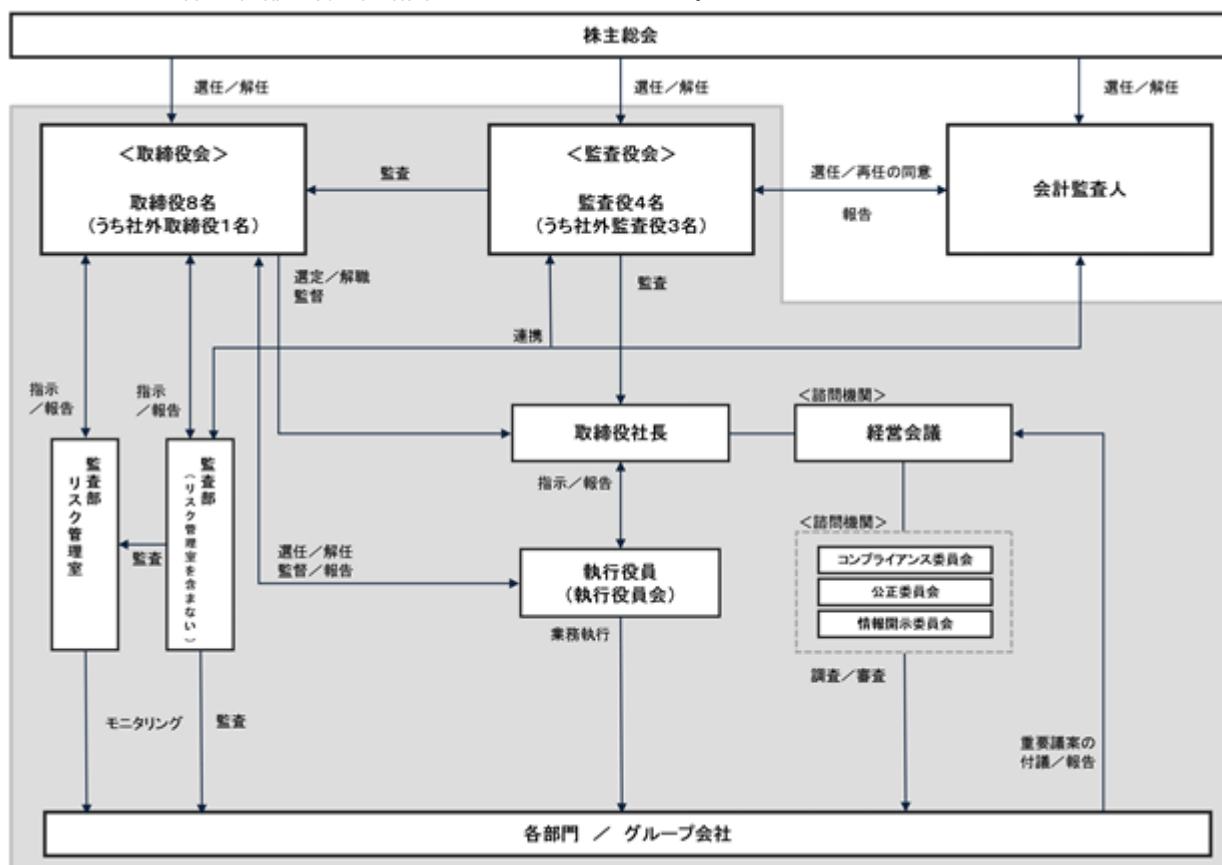 株主総会
選任／解任
選任／解任
選任／解任
＜取締役会＞
取締役8名
（うち社外取締役1名）
監査
＜監査役会＞
監査役4名
（うち社外監査役3名）
選任／再任の同意
報告
会計監査人
選定／解職
監督
監査
連携
指示
／報告
指示
／報告
＜諮問機関＞
取締役社長
経営会議
監査部
リスク管理室
監査部
（リスク管理室を含まない）
監査
指示／報告
＜諮問機関＞
コンプライアンス委員会
公正委員会
情報開示委員会
選任／解任
監督／報告
執行役員
（執行役員会）
業務執行
調査／審査
モニタリング
監査
重要議案の
付議／報告
各部門 ／ グループ会社